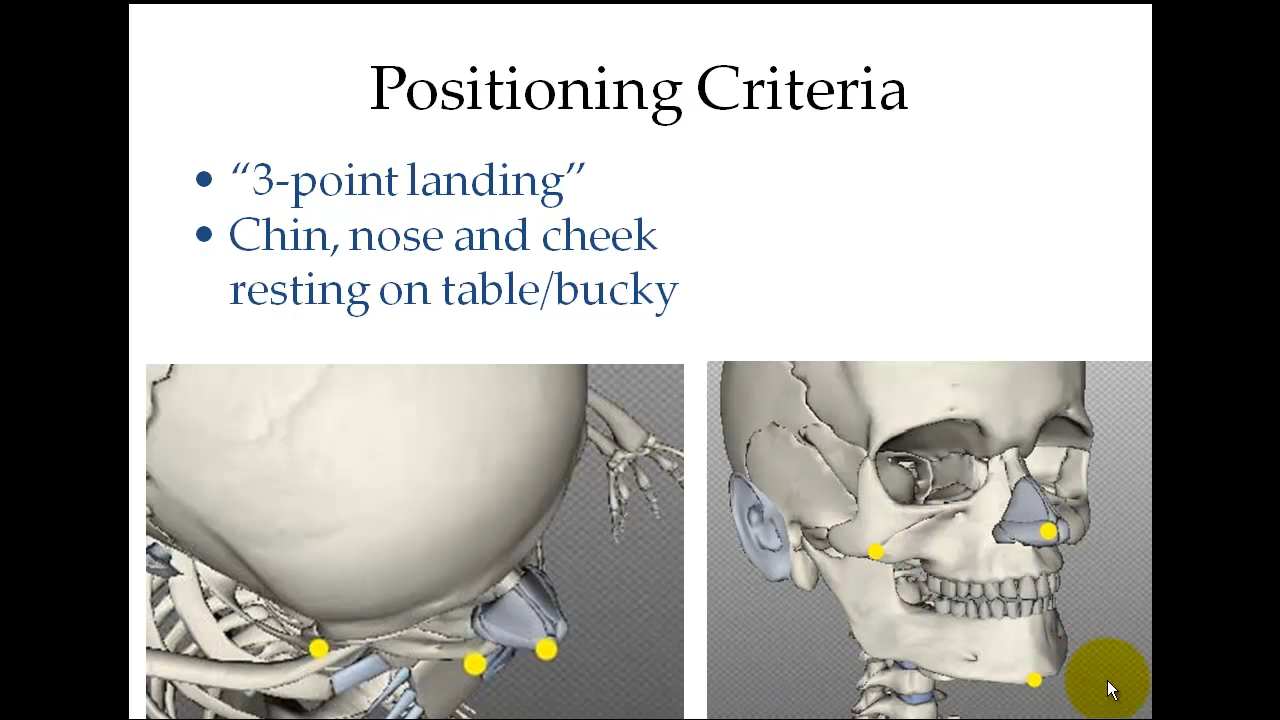 Positioning Criteria
• “3-point landing”
• Chin, nose and cheek
resting on table/bucky